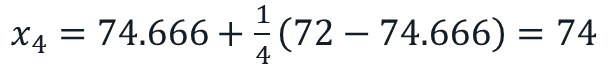 x₄ = 74.666 + ¼(72 − 74.666) = 74